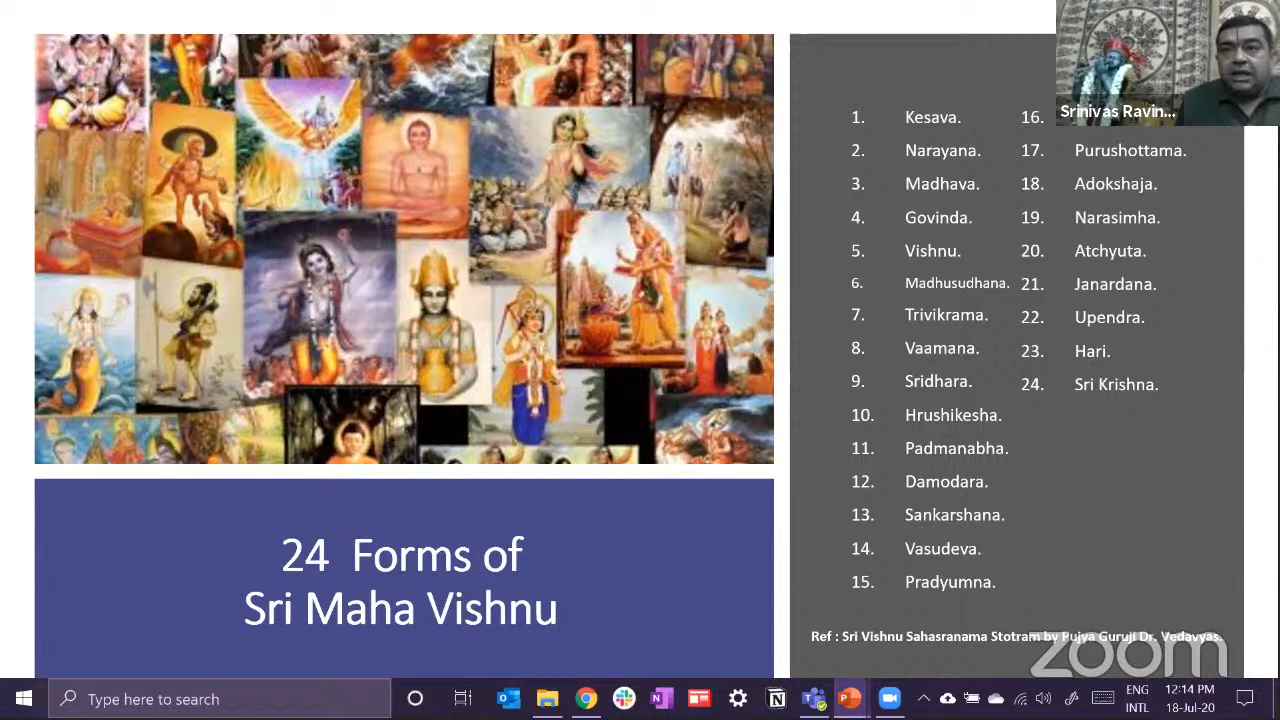 Srinivas Ravin...
1. Kesava.
2. Narayana.
3. Madhava.
4. Govinda.
5. Vishnu.
6. Madhusudhana.
7. Trivikrama.
8. Vaamana.
9. Sridhara.
10. Hrushikesha.
11. Padmanabha.
12. Damodara.
13. Sankarshana.
14. Vasudeva.
15. Pradyumna.
16.
17. Purushottama.
18. Adokshaja.
19. Narasimha.
20. Atchyuta.
21. Janardana.
22. Upendra.
23. Hari.
24. Sri Krishna.
24 Forms of
Sri Maha Vishnu
Ref : Sri Vishnu Sahasranama Stotram by Pujya Guruji Dr. Vedavyas.
zoom
Type here to search
ENG
INTL
12:14 PM
18-Jul-20